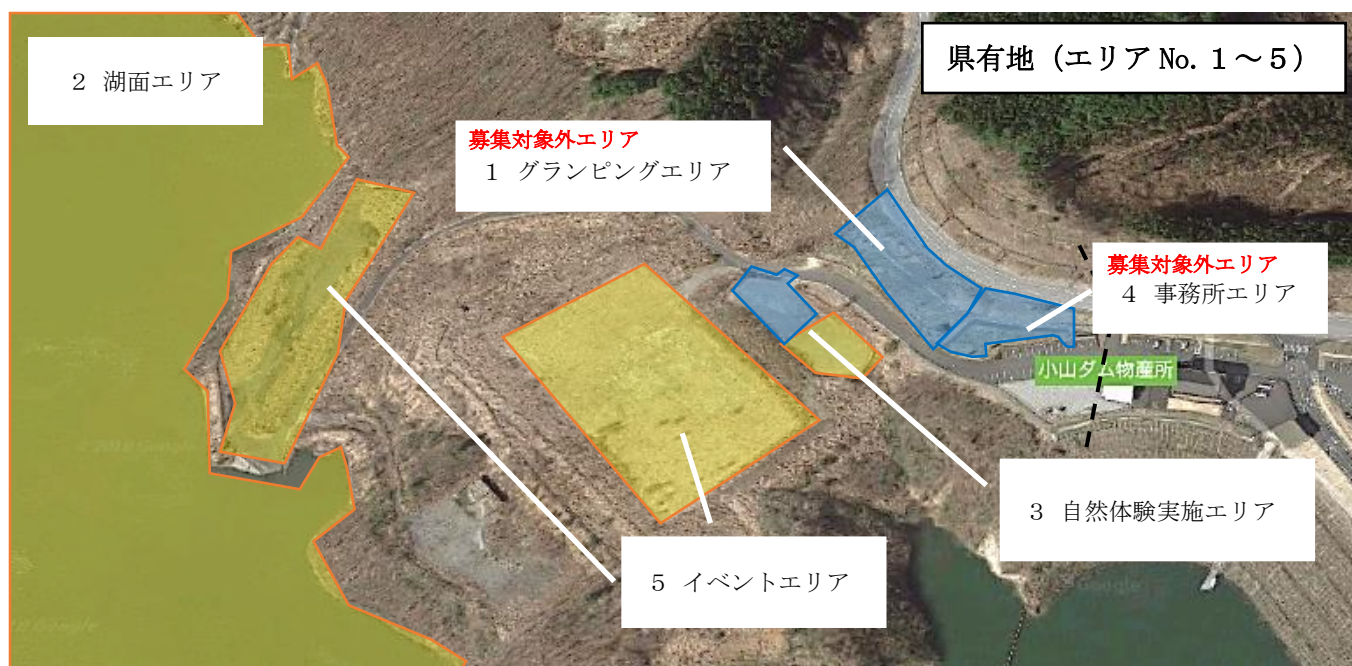 県有地（エリア No. 1～5）
２ 湖面エリア
募集対象外エリア
１ グランピングエリア
募集対象外エリア
４ 事務所エリア
小山ダム物産所
３ 自然体験実施エリア
５ イベントエリア